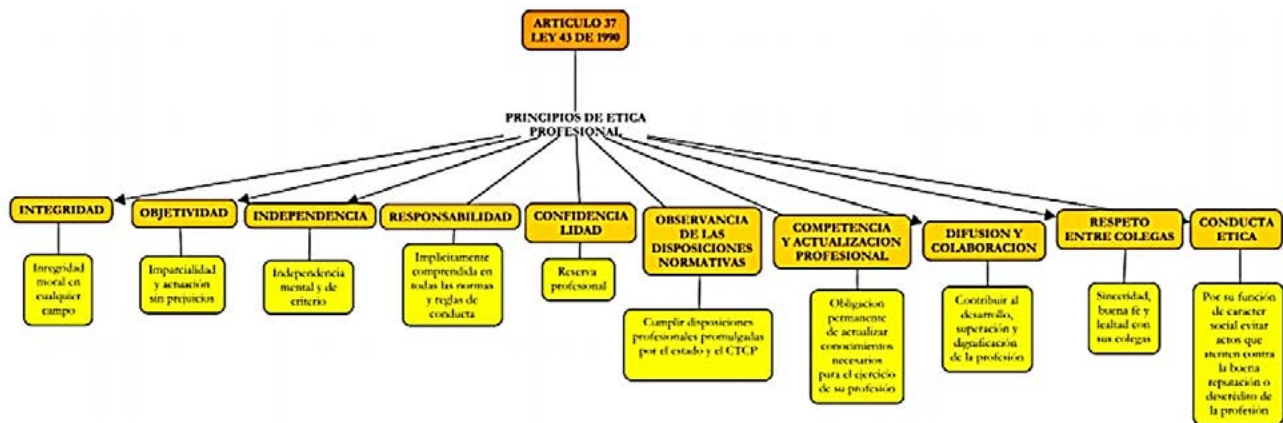 ARTICULO 37
LEY 43 DE 1990
PRINCIPIOS DE ETICA
PROFESIONAL
INTEGRIDAD
Integridad
moral en
cualquier
campo
OBJETIVIDAD
Imparcialidad
y actuación
sin prejuicios
INDEPENDENCIA
Independencia
mental y de
criterio
RESPONSABILIDAD
Implicitamente
comprendida en
todas las normas
y reglas de
conducta
CONFIDENCIA
LIDAD
Reserva
profesional
OBSERVANCIA
DE LAS
DISPOSICIONES
NORMATIVAS
Cumplir disposiciones
profesionales promulgadas
por el estado y el CTCP
COMPETENCIA
Y ACTUALIZACION
PROFESIONAL
Obligacion
permanente
de actualizar
conocimientos
necesarios
para el ejercicio
de su profesión
DIFUSION Y
COLABORACION
Contribuir al
desarrollo,
superación y
dignificación
de la profesión
RESPETO
ENTRE COLEGAS
Sinceridad,
buena fé y
lealtad con
sus colegas
CONDUCTA
ETICA
Por su función
de caracter
social evitar
actos que
atenten contra
la buena
reputación o
descrédito de
la profesión